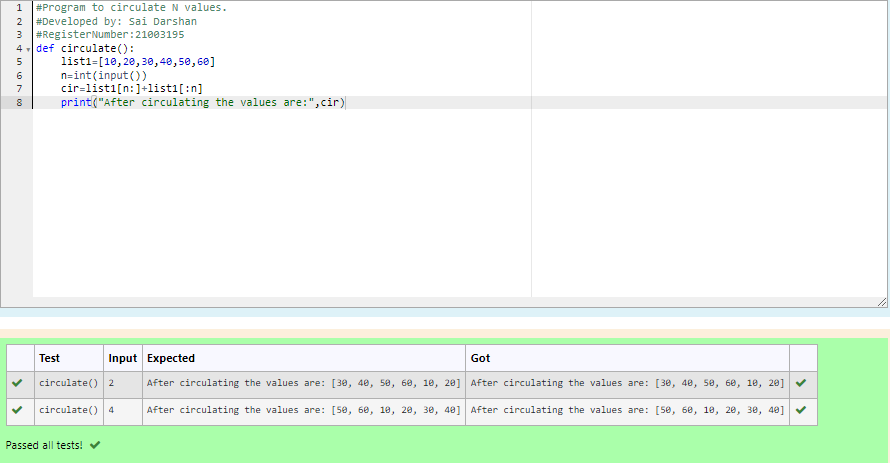 1 #Program to circulate N values.
2 #Developed by: Sai Darshan
3 #RegisterNumber:21003195
4 def circulate():
5 list1=[10,20,30,40,50,60]
6 n=int(input())
7 cir=list1[n:]+list1[:n]
8 print("After circulating the values are:",cir)
Test Input Expected Got
circulate() 2 After circulating the values are: [30, 40, 50, 60, 10, 20] After circulating the values are: [30, 40, 50, 60, 10, 20]
circulate() 4 After circulating the values are: [50, 60, 10, 20, 30, 40] After circulating the values are: [50, 60, 10, 20, 30, 40]
Passed all tests!